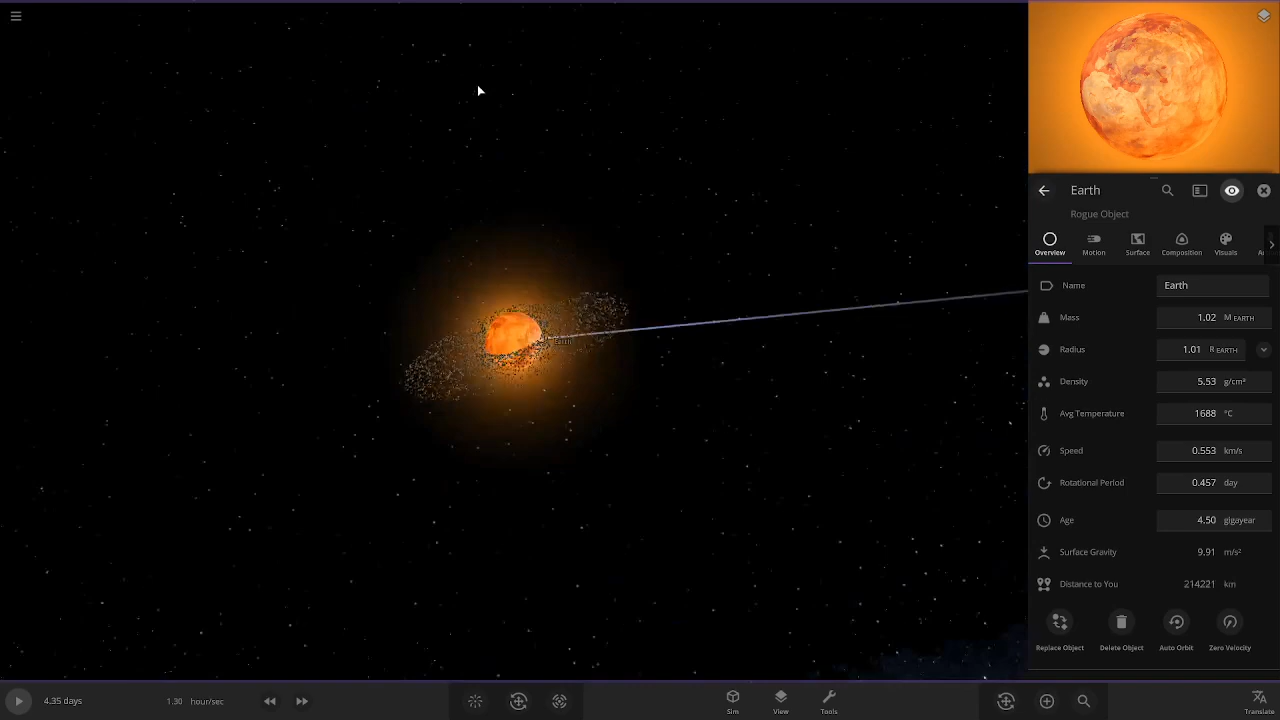 Earth
Rogue Object
Overview Motion Surface Composition Visuals
Name Earth
Mass 1.02 M EARTH
Radius 1.01 R EARTH
Density 5.53 g/cm³
Avg Temperature 1688 °C
Speed 0.553 km/s
Rotational Period 0.457 day
Age 4.50 gigayear
Surface Gravity 9.91 m/s²
Distance to You 214221 km
Replace Object Delete Object Auto Orbit Zero Velocity
Earth
4.35 days 1.30 hour/sec Sim View Tools Translate